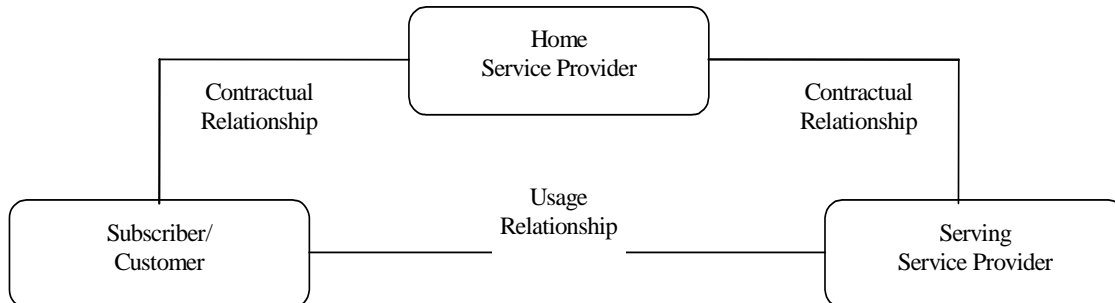 Home
Service Provider
Contractual
Relationship
Contractual
Relationship
Usage
Relationship
Subscriber/
Customer
Serving
Service Provider